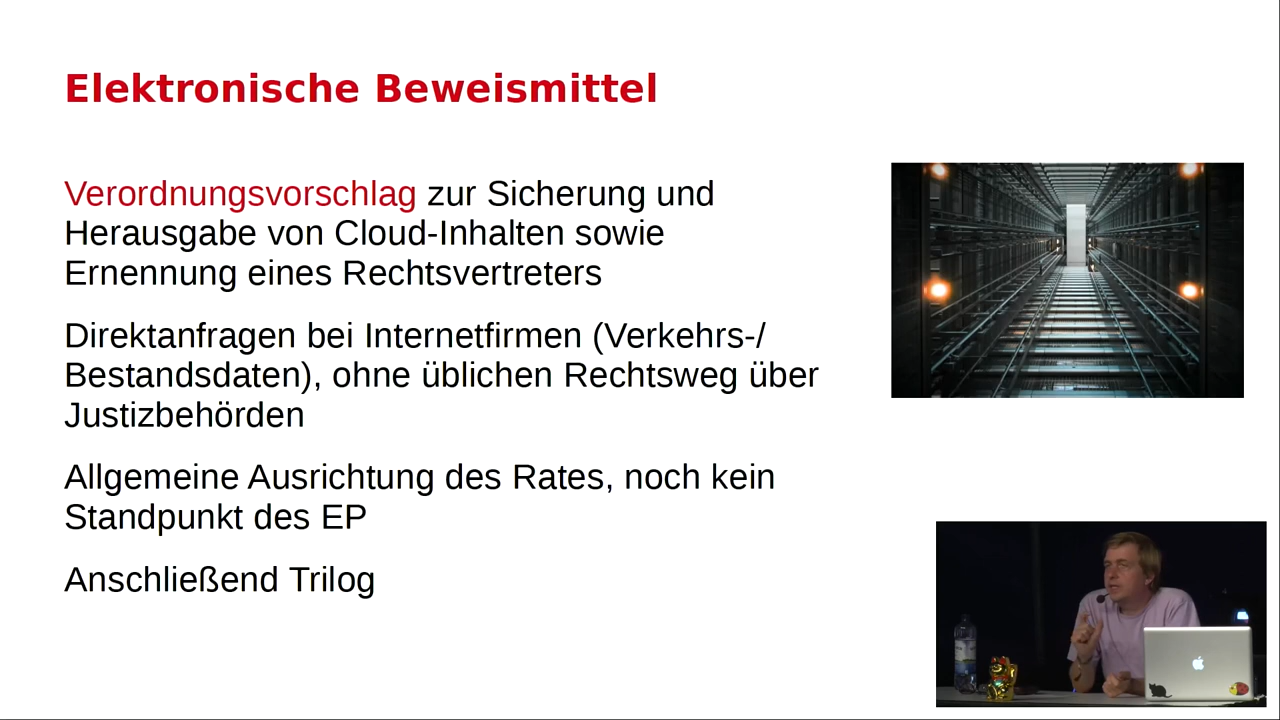 Elektronische Beweismittel
Verordnungsvorschlag zur Sicherung und
Herausgabe von Cloud-Inhalten sowie
Ernennung eines Rechtsvertreters
Direktanfragen bei Internetfirmen (Verkehrs-/
Bestandsdaten), ohne üblichen Rechtsweg über
Justizbehörden
Allgemeine Ausrichtung des Rates, noch kein
Standpunkt des EP
Anschließend Trilog